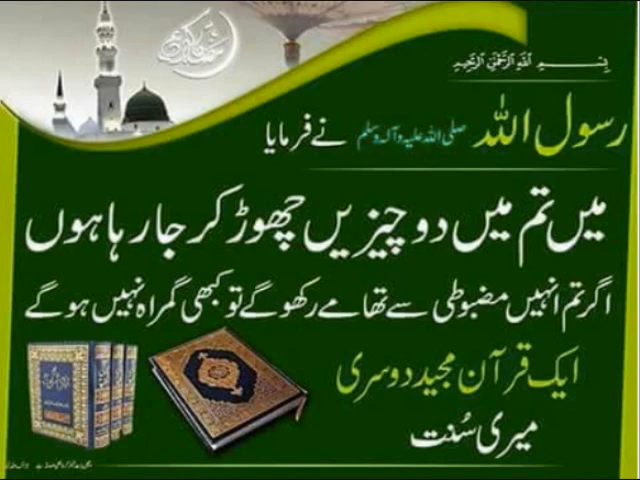 بسم الله الرحمن الرحیم
رسول اللہ صلی اللہ علیہ وآلہ وسلم نے فرمایا
میں تم میں دو چیزیں چھوڑ کر جا رہا ہوں
اگر تم انہیں مضبوطی سے تھامے رکھو گے تو کبھی گمراہ نہیں ہو گے
ایک قرآن مجید دوسری
میری سُنت